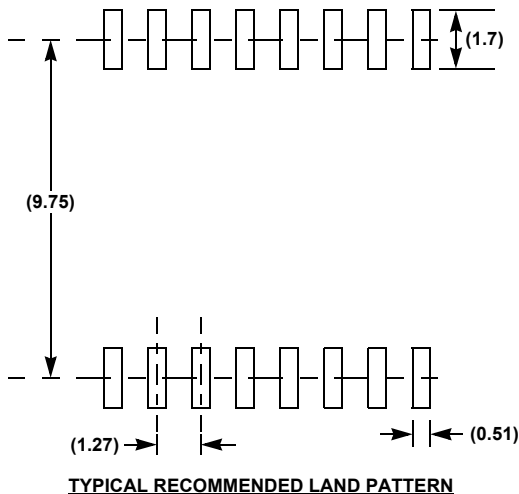 (1.7)
(9.75)
(1.27)
(0.51)
TYPICAL RECOMMENDED LAND PATTERN